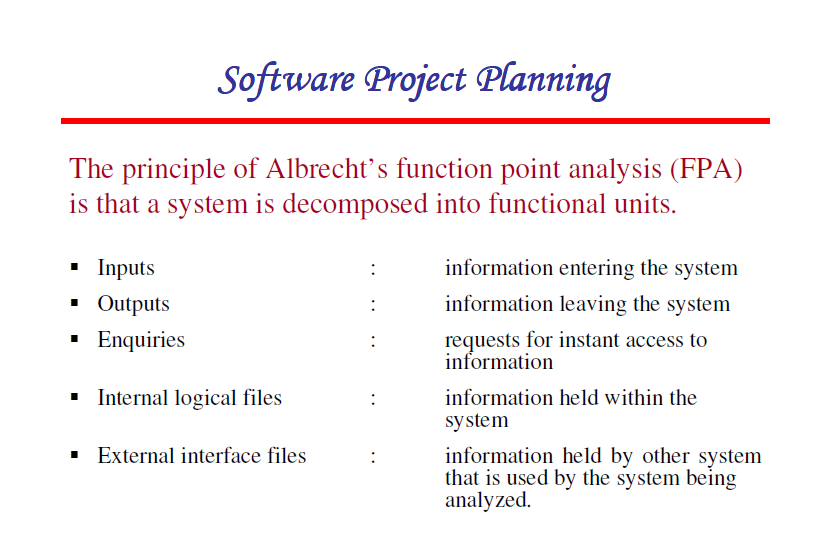 Software Project Planning
The principle of Albrecht's function point analysis (FPA)
is that a system is decomposed into functional units.
▪ Inputs : information entering the system
▪ Outputs : information leaving the system
▪ Enquiries : requests for instant access to
information
▪ Internal logical files : information held within the
system
▪ External interface files : information held by other system
that is used by the system being
analyzed.